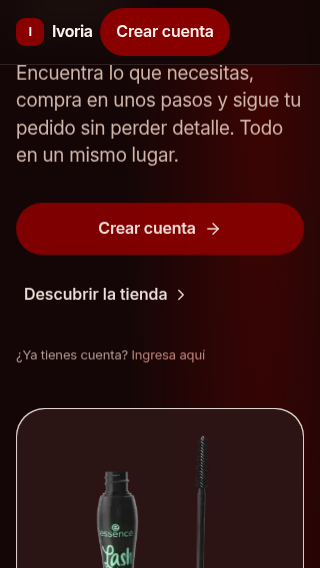 I Ivoria Crear cuenta
Encuentra lo que necesitas,
compra en unos pasos y sigue tu
pedido sin perder detalle. Todo
en un mismo lugar.
Crear cuenta
Descubrir la tienda
¿Ya tienes cuenta? Ingresa aquí
essence
Lash